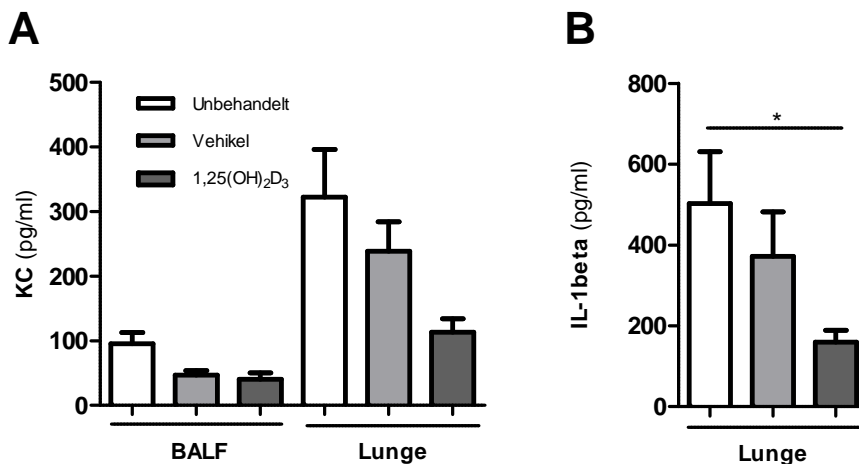 A
KC (pg/ml)
500
400
300
200
100
0
Unbehandelt
Vehikel
1,25(OH)₂D₃
BALF
Lunge
B
IL-1beta (pg/ml)
800
600
400
200
0
*
Lunge